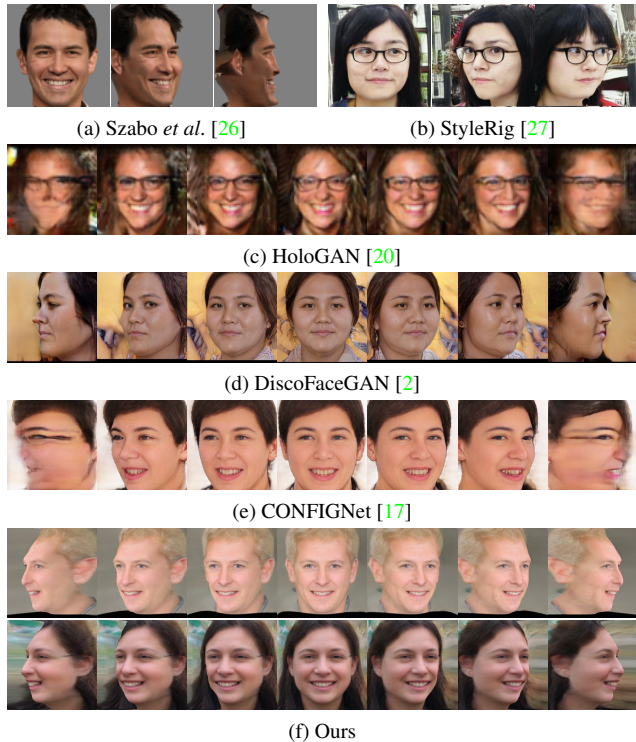 (a) Szabo et al. [26]
(b) StyleRig [27]
(c) HoloGAN [20]
(d) DiscoFaceGAN [2]
(e) CONFIGNet [17]
(f) Ours